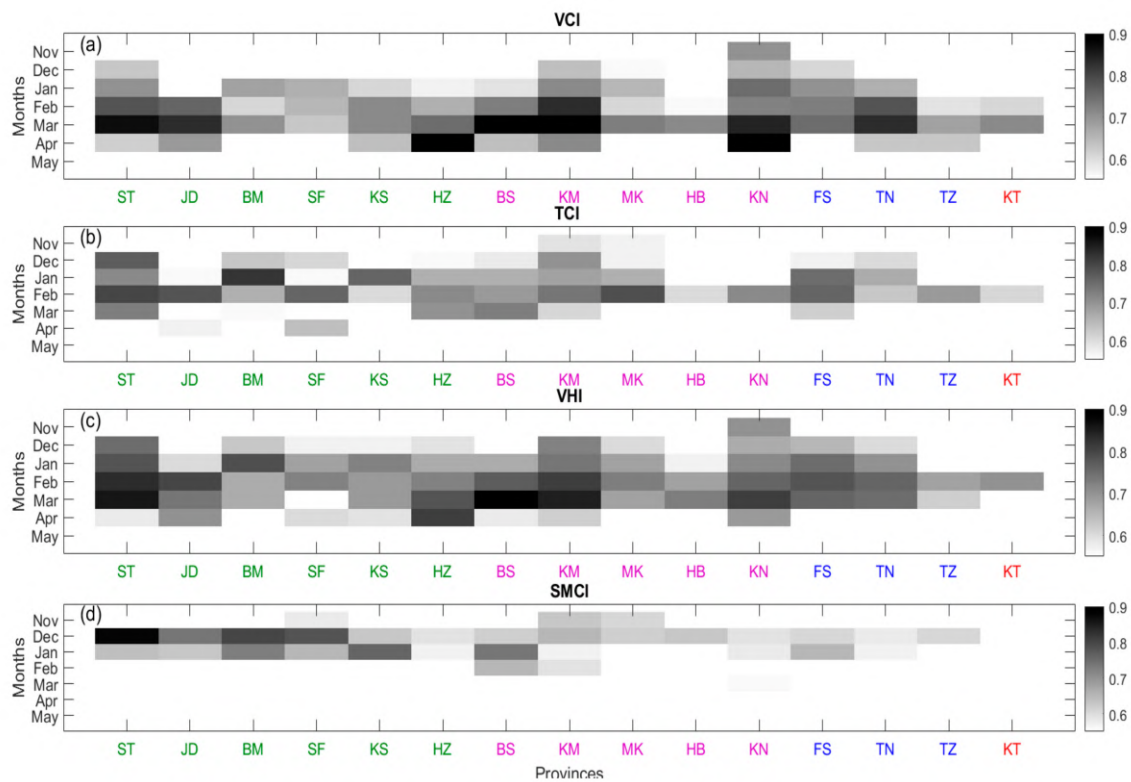 VCI
(a)
Months
Nov
Dec
Jan
Feb
Mar
Apr
May
ST JD BM SF KS HZ BS KM MK HB KN FS TN TZ KT
0.9
0.8
0.7
0.6
TCI
(b)
Months
Nov
Dec
Jan
Feb
Mar
Apr
May
ST JD BM SF KS HZ BS KM MK HB KN FS TN TZ KT
0.9
0.8
0.7
0.6
VHI
(c)
Months
Nov
Dec
Jan
Feb
Mar
Apr
May
ST JD BM SF KS HZ BS KM MK HB KN FS TN TZ KT
0.9
0.8
0.7
0.6
SMCI
(d)
Months
Nov
Dec
Jan
Feb
Mar
Apr
May
ST JD BM SF KS HZ BS KM MK HB KN FS TN TZ KT
0.9
0.8
0.7
0.6
Provinces